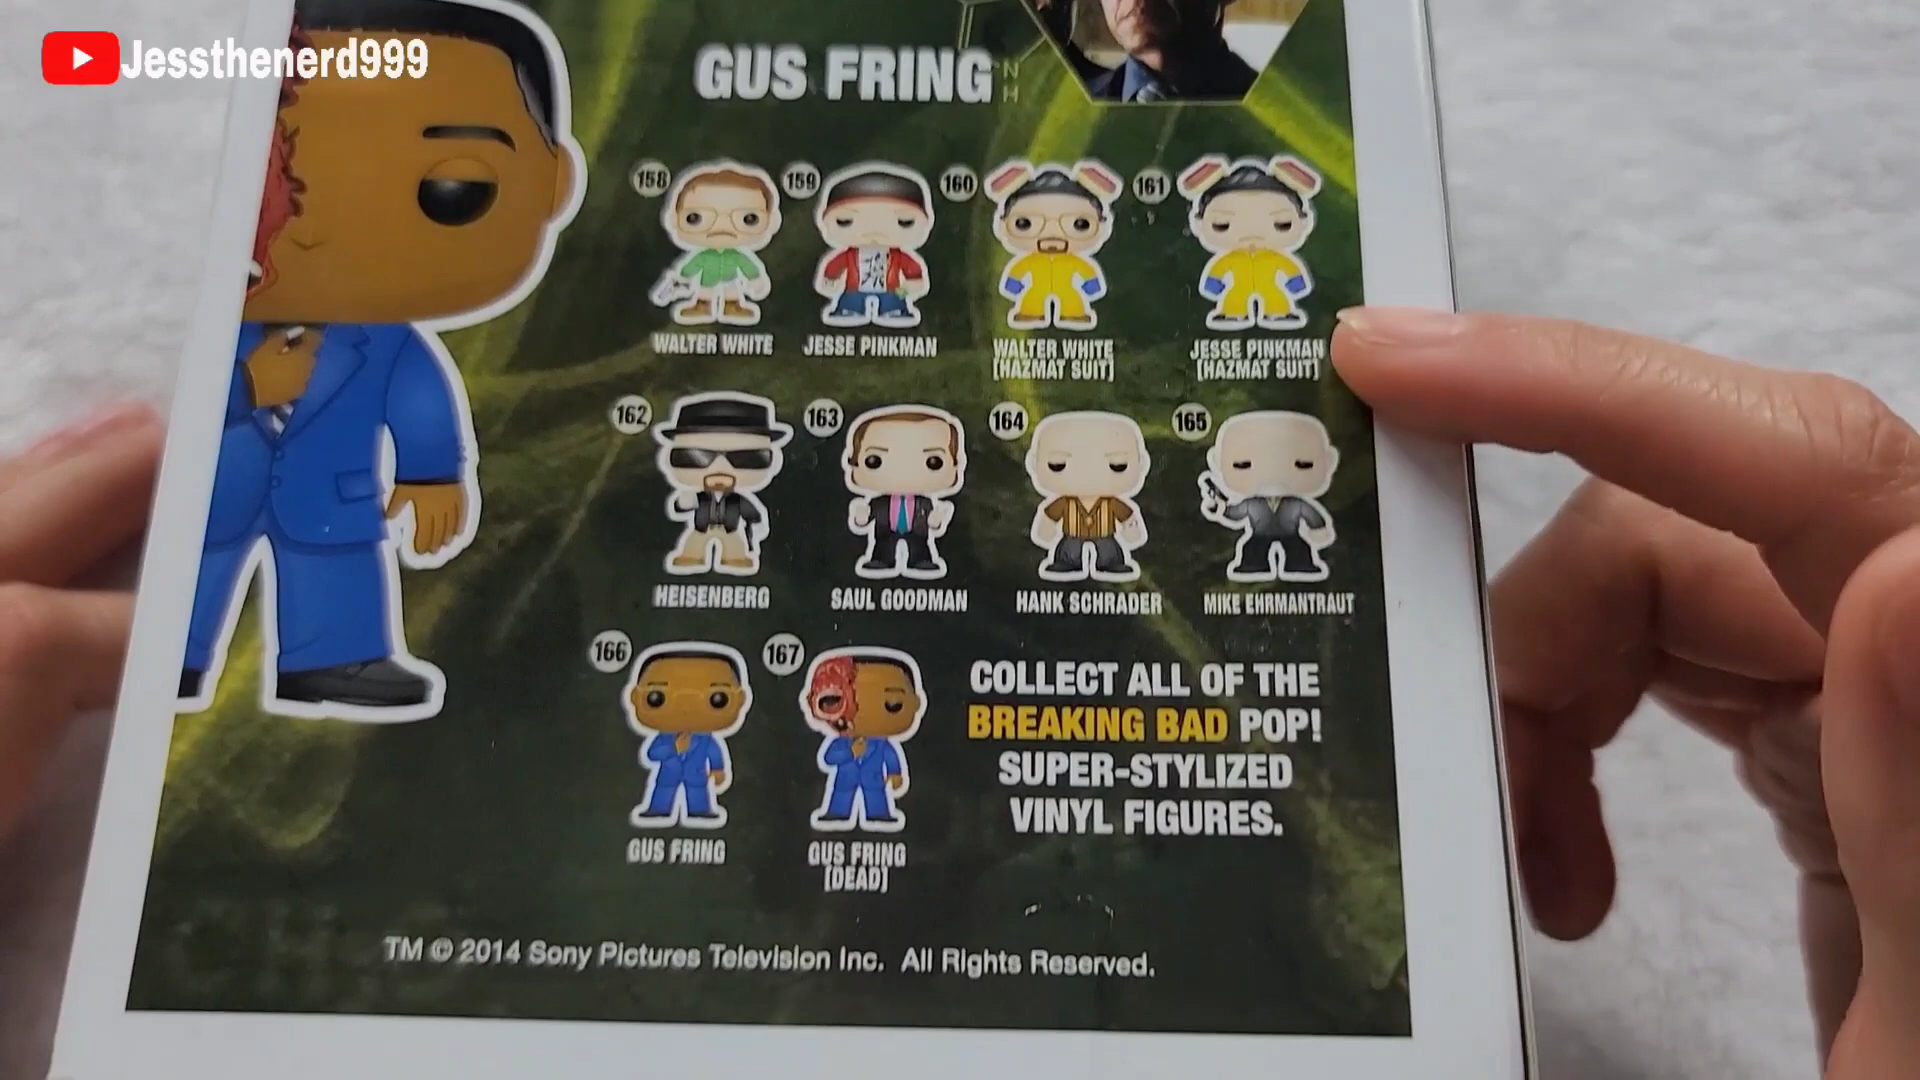 Jessthenerd999
GUS FRING
N
H
158 159 160 161
WALTER WHITE JESSE PINKMAN WALTER WHITE JESSE PINKMAN
[HAZMAT SUIT] [HAZMAT SUIT]
162 163 164 165
HEISENBERG SAUL GOODMAN HANK SCHRADER MIKE EHRMANTRAUT
166 167
GUS FRING GUS FRING
[DEAD]
COLLECT ALL OF THE
BREAKING BAD POP!
SUPER-STYLIZED
VINYL FIGURES.
TM © 2014 Sony Pictures Television Inc. All Rights Reserved.